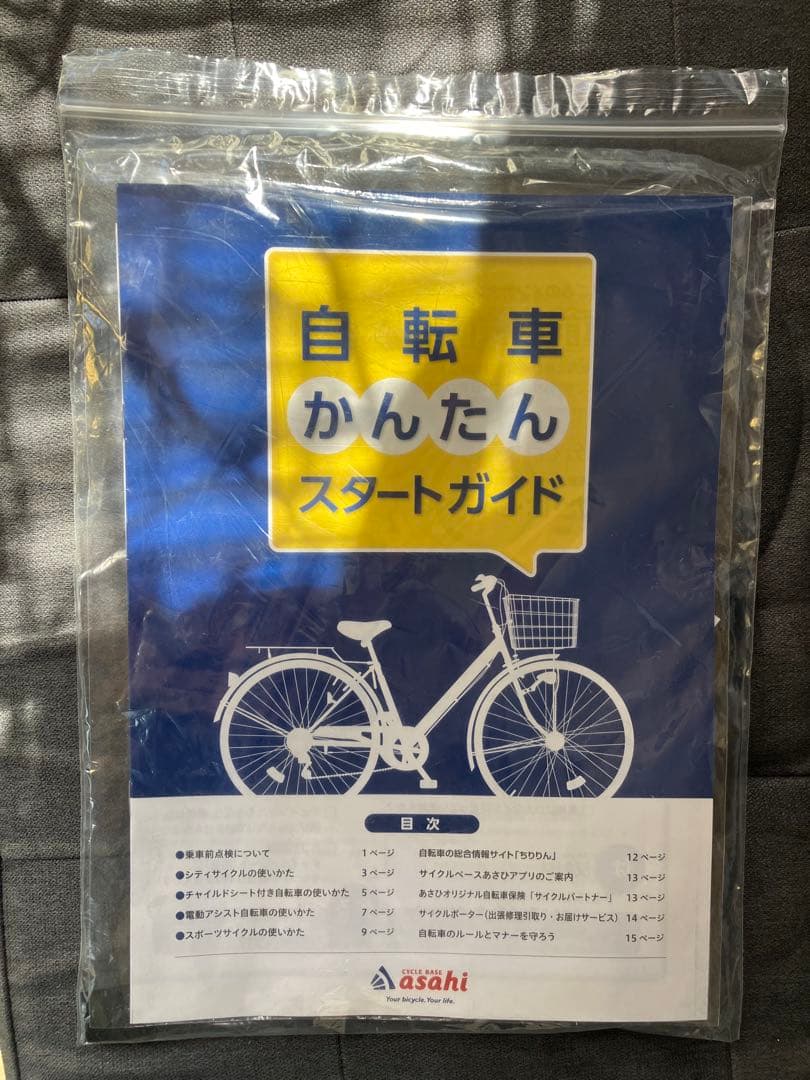 自転車
かんたん
スタートガイド
目次
●乗車前点検について 1ページ
●シティサイクルの使いかた 3ページ
●チャイルドシート付き自転車の使いかた 5ページ
●電動アシスト自転車の使いかた 7ページ
●スポーツサイクルの使いかた 9ページ
自転車の総合情報サイト「ちりりん」 12ページ
サイクルベースあさひアプリのご案内 13ページ
あさひオリジナル自転車保険「サイクルパートナー」 13ページ
サイクルポーター(出張修理引取り・お届けサービス) 14ページ
自転車のルールとマナーを守ろう 15ページ
CYCLE BASE
asahi
Your bicycle. Your life.